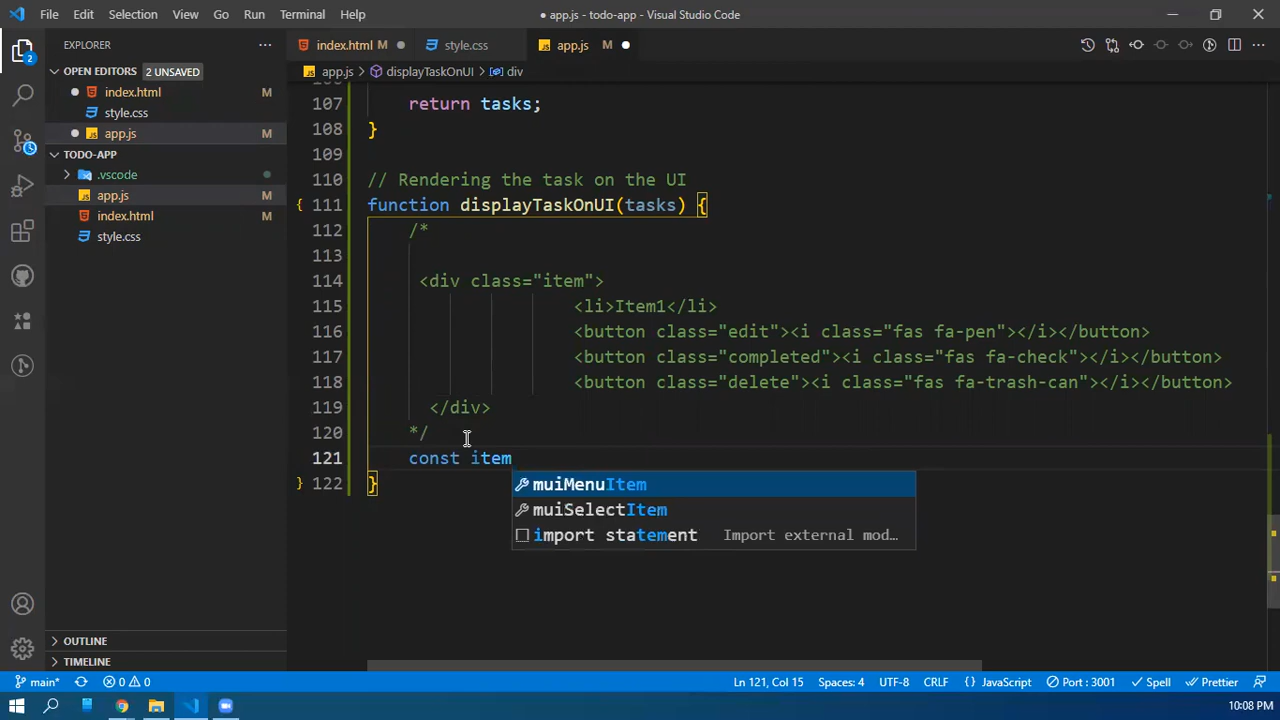 File Edit Selection View Go Run Terminal Help
● app.js - todo-app - Visual Studio Code
EXPLORER
index.html M
style.css
app.js M
OPEN EDITORS 2 UNSAVED
app.js > displayTaskOnUI > div
index.html M
style.css
app.js M
TODO-APP
.vscode
app.js M
index.html M
style.css
107 return tasks;
108 }
109
110 // Rendering the task on the UI
111 function displayTaskOnUI(tasks) {
112 /*
113
114 <div class="item">
115 <li>Item1</li>
116 <button class="edit"><i class="fas fa-pen"></i></button>
117 <button class="completed"><i class="fas fa-check"></i></button>
118 <button class="delete"><i class="fas fa-trash-can"></i></button>
119 </div>
120 */
121 const item
122 }
muiMenuItem
muiSelectItem
import statement Import external mod…
2
OUTLINE
TIMELINE
main* 0 0 Ln 121, Col 15 Spaces: 4 UTF-8 CRLF {} JavaScript Port : 3001 Spell Prettier
10:08 PM